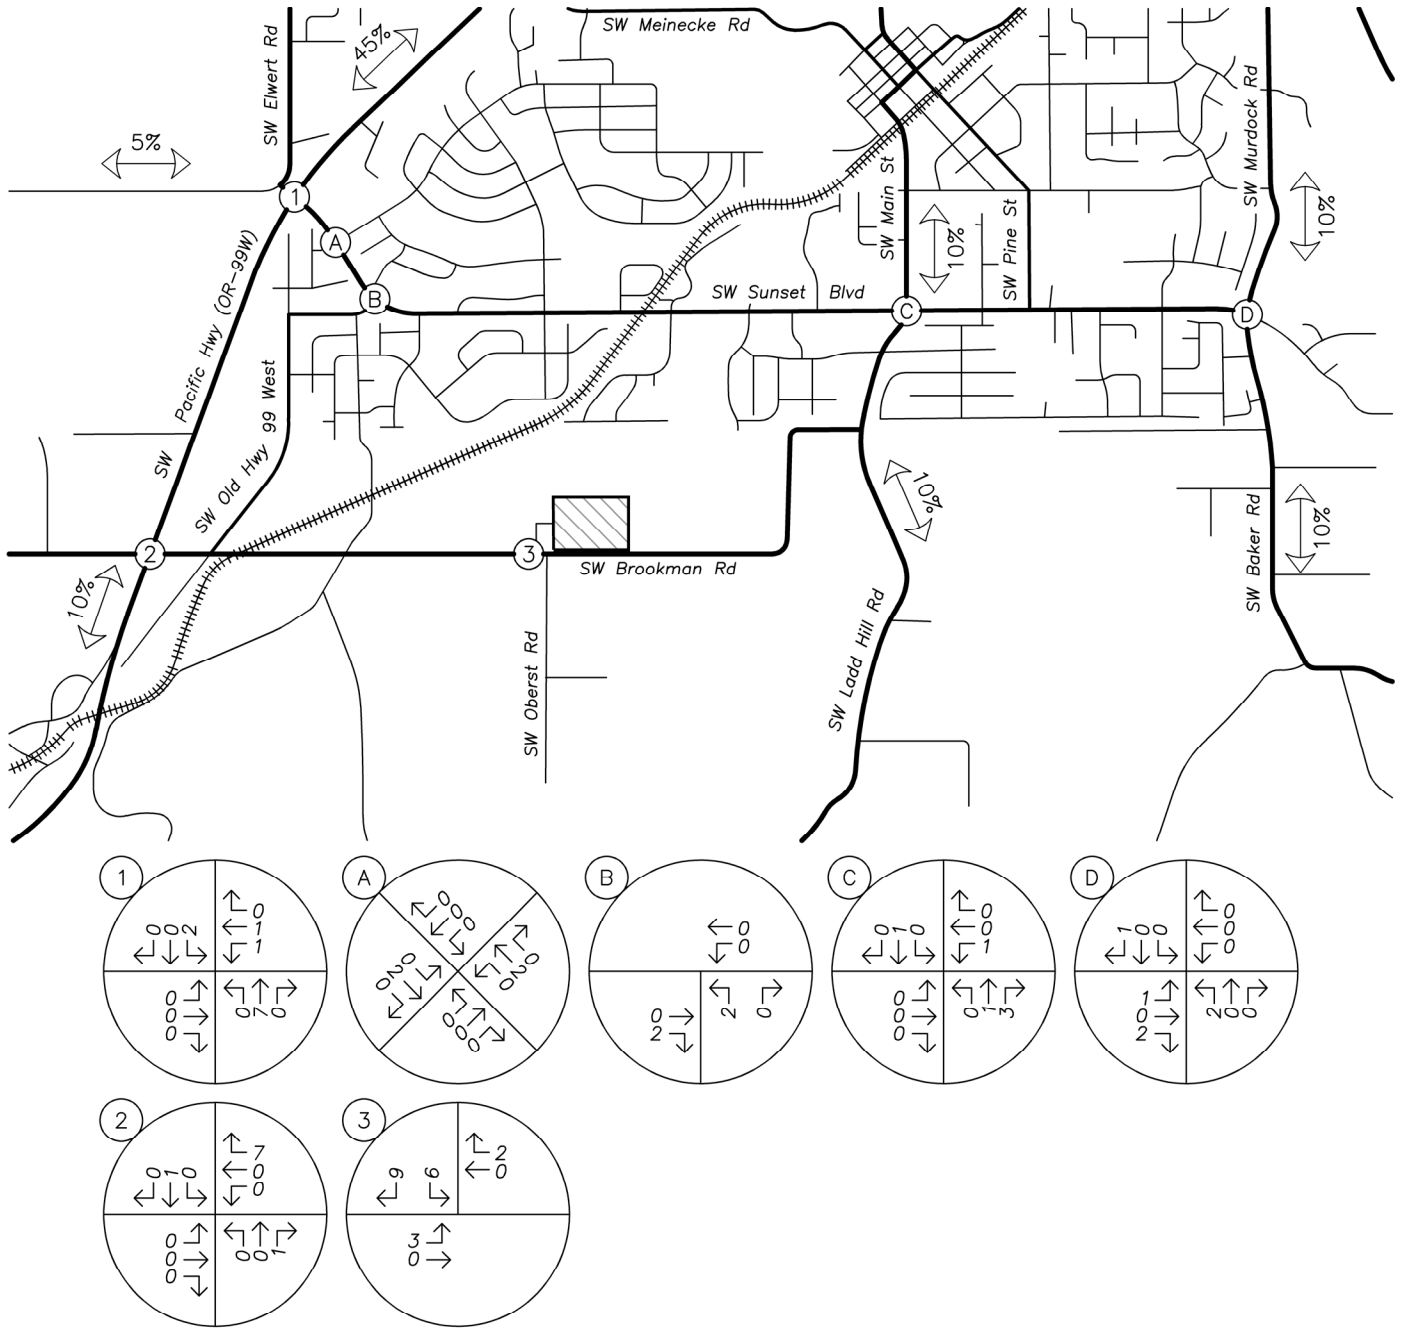 SW Meinecke Rd
SW Elwert Rd
45%
5%
SW Murdock Rd
SW Main St
10%
SW Pine St
10%
1
A
B
SW Sunset Blvd
C
D
SW Pacific Hwy (OR-99W)
SW Old Hwy 99 West
10%
SW Baker Rd
10%
2
3
SW Brookman Rd
10%
SW Oberst Rd
SW Ladd Hill Rd
1
0 0 2
0
1
1
0
0
0
0 7 0
A
0 0 0
0 2 0
0 2 0
0 0 0
B
0
0
0
2
2 0
C
0 1 0
0
0
1
0
0
0
0 1 3
D
1 0 0
0
0
0
1
0
2
2 0 0
2
0 1 0
7
0
0
0
0
0
0 0 1
3
9 6
2
0
3
0